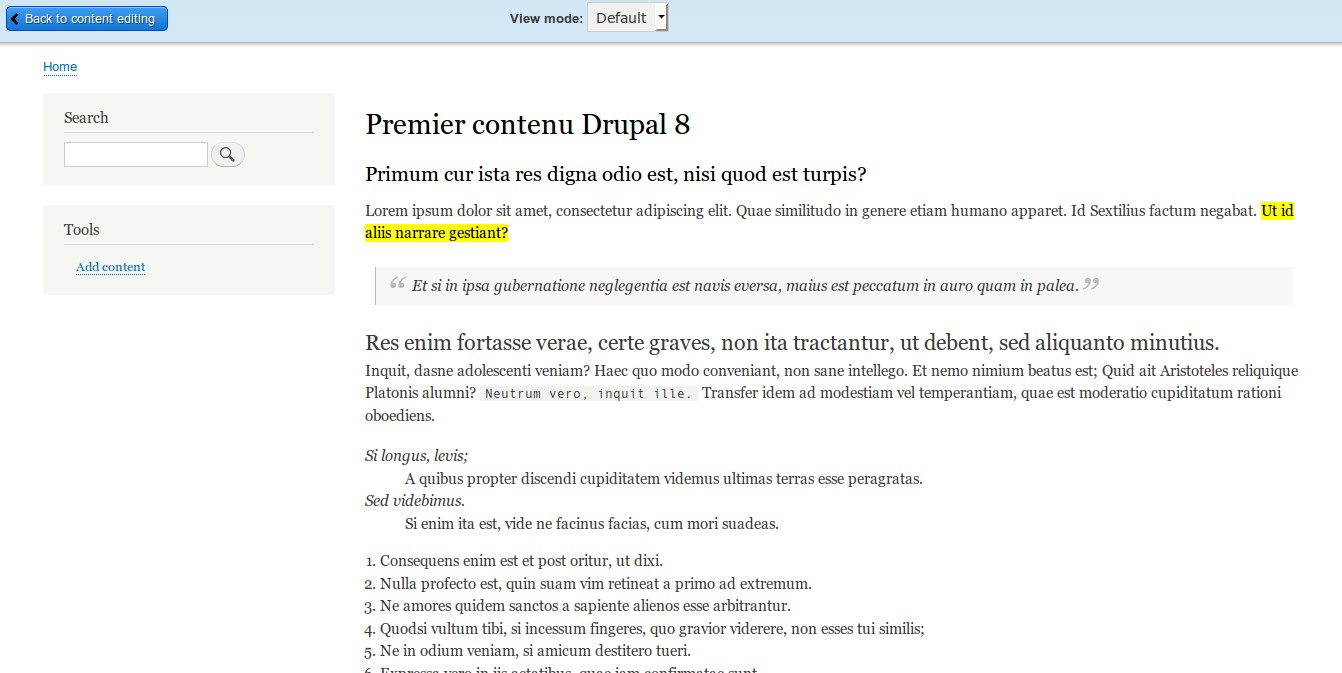 Back to content editing
View mode: Default
Home
Search
Tools
Add content
Premier contenu Drupal 8
Primum cur ista res digna odio est, nisi quod est turpis?
Lorem ipsum dolor sit amet, consectetur adipiscing elit. Quae similitudo in genere etiam humano apparet. Id Sextilius factum negabat. Ut id
aliis narrare gestiant?
“ Et si in ipsa gubernatione neglegentia est navis eversa, maius est peccatum in auro quam in palea. ”
Res enim fortasse verae, certe graves, non ita tractantur, ut debent, sed aliquanto minutius.
Inquit, dasne adolescenti veniam? Haec quo modo conveniant, non sane intellego. Et nemo nimium beatus est; Quid ait Aristoteles reliquique
Platonis alumni? Neutrum vero, inquit ille. Transfer idem ad modestiam vel temperantiam, quae est moderatio cupiditatum rationi
oboediens.
Si longus, levis;
A quibus propter discendi cupiditatem videmus ultimas terras esse peragratas.
Sed videbimus.
Si enim ita est, vide ne facinus facias, cum mori suadeas.
1. Consequens enim est et post oritur, ut dixi.
2. Nulla profecto est, quin suam vim retineat a primo ad extremum.
3. Ne amores quidem sanctos a sapiente alienos esse arbitrantur.
4. Quodsi vultum tibi, si incessum fingeres, quo gravior viderere, non esses tui similis;
5. Ne in odium veniam, si amicum destitero tueri.
6. Expressa vero in iis aetatibus, quae iam confirmatae sunt.